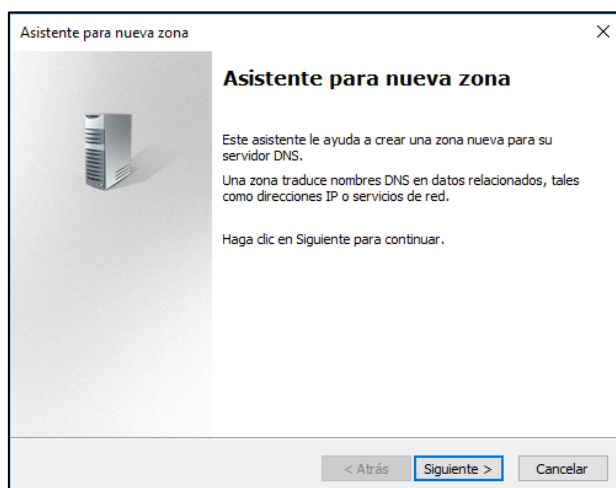 Asistente para nueva zona
Asistente para nueva zona
Este asistente le ayuda a crear una zona nueva para su
servidor DNS.
Una zona traduce nombres DNS en datos relacionados, tales
como direcciones IP o servicios de red.
Haga clic en Siguiente para continuar.
< Atrás Siguiente > Cancelar